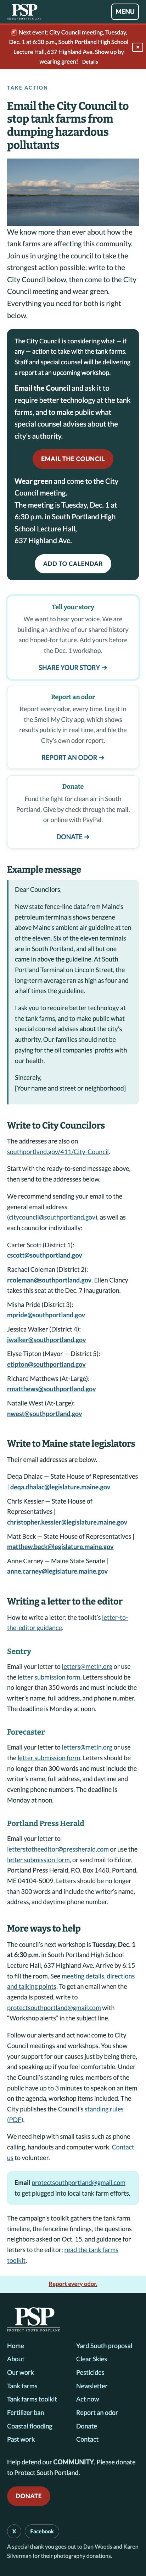 PSP
PROTECT SOUTH PORTLAND
MENU
Next event: City Council meeting, Tuesday,
Dec. 1 at 6:30 p.m., South Portland High School
Lecture Hall, 637 Highland Ave. Show up by
wearing green! Details
×
TAKE ACTION
Email the City Council to
stop tank farms from
dumping hazardous
pollutants
We know more than ever about how the
tank farms are affecting this community.
Join us in urging the council to take the
strongest action possible: write to the
City Council below, then come to the City
Council meeting and wear green.
Everything you need for both is right
below.
The City Council is considering what — if
any — action to take with the tank farms.
Staff and special counsel will be delivering
a report at an upcoming workshop.
Email the Council and ask it to
require better technology at the tank
farms, and to make public what
special counsel advises about the
city’s authority.
EMAIL THE COUNCIL
Wear green and come to the City
Council meeting.
The meeting is Tuesday, Dec. 1 at
6:30 p.m. in South Portland High
School Lecture Hall,
637 Highland Ave.
ADD TO CALENDAR
Tell your story
We want to hear your voice. We are
building an archive of our shared history
and hoped-for future. Add yours before
the Dec. 1 workshop.
SHARE YOUR STORY →
Report an odor
Report every odor, every time. Log it in
the Smell My City app, which shows
results publicly in real time, and file the
City’s own odor report.
REPORT AN ODOR →
Donate
Fund the fight for clean air in South
Portland. Give by check through the mail,
or online with PayPal.
DONATE →
Example message
Dear Councilors,
New state fence-line data from Maine’s
petroleum terminals shows benzene
above Maine’s ambient air guideline at ten
of the eleven. Six of the eleven terminals
are in South Portland, and all but one
came in above the guideline. At South
Portland Terminal on Lincoln Street, the
long-term average ran as high as four and
a half times the guideline.
I ask you to require better technology at
the tank farms, and to make public what
special counsel advises about the city’s
authority. Our families should not be
paying for the oil companies’ profits with
our health.
Sincerely,
[Your name and street or neighborhood]
Write to City Councilors
The addresses are also on
southportland.gov/411/City-Council.
Start with the ready-to-send message above,
then send to the addresses below.
We recommend sending your email to the
general email address
(citycouncil@southportland.gov), as well as
each councilor individually:
Carter Scott (District 1):
cscott@southportland.gov
Rachael Coleman (District 2):
rcoleman@southportland.gov. Ellen Clancy
takes this seat at the Dec. 7 inauguration.
Misha Pride (District 3):
mpride@southportland.gov
Jessica Walker (District 4):
jwalker@southportland.gov
Elyse Tipton (Mayor — District 5):
etipton@southportland.gov
Richard Matthews (At-Large):
rmatthews@southportland.gov
Natalie West (At-Large):
nwest@southportland.gov
Write to Maine state legislators
Their email addresses are below.
Deqa Dhalac — State House of Representatives
| deqa.dhalac@legislature.maine.gov
Chris Kessler — State House of
Representatives |
christopher.kessler@legislature.maine.gov
Matt Beck — State House of Representatives |
matthew.beck@legislature.maine.gov
Anne Carney — Maine State Senate |
anne.carney@legislature.maine.gov
Writing a letter to the editor
How to write a letter: the toolkit’s letter-to-
the-editor guidance.
Sentry
Email your letter to letters@metln.org or use
the letter submission form. Letters should be
no longer than 350 words and must include the
writer’s name, full address, and phone number.
The deadline is Monday at noon.
Forecaster
Email your letter to letters@metln.org or use
the letter submission form. Letters should be
no longer than 300 words and must include the
writer’s name, full address, and daytime and
evening phone numbers. The deadline is
Monday at noon.
Portland Press Herald
Email your letter to
letterstotheeditor@pressherald.com or use the
letter submission form, or send mail to Editor,
Portland Press Herald, P.O. Box 1460, Portland,
ME 04104-5009. Letters should be no longer
than 300 words and include the writer’s name,
address, and daytime phone number.
More ways to help
The council’s next workshop is Tuesday, Dec. 1
at 6:30 p.m. in South Portland High School
Lecture Hall, 637 Highland Ave. Arrive by 6:15
to fill the room. See meeting details, directions
and talking points. To get an email when the
agenda is posted, write to
protectsouthportland@gmail.com with
“Workshop alerts” in the subject line.
Follow our alerts and act now: come to City
Council meetings and workshops. You show
your support for our causes just by being there,
and speaking up if you feel comfortable. Under
the Council’s standing rules, members of the
public have up to 3 minutes to speak on an item
on the agenda, workshop items included. The
City publishes the Council’s standing rules
(PDF).
We need help with small tasks such as phone
calling, handouts and computer work. Contact
us to volunteer.
Email protectsouthportland@gmail.com
to get plugged into local tank farm efforts.
The campaign’s toolkit gathers the tank farm
timeline, the fenceline findings, the questions
neighbors asked on Oct. 15, and guidance for
letters to the editor: read the tank farms
toolkit.
Report every odor.
PSP
PROTECT SOUTH PORTLAND
Home
About
Our work
Tank farms
Tank farms toolkit
Fertilizer ban
Coastal flooding
Past work
Yard South proposal
Clear Skies
Pesticides
Newsletter
Act now
Report an odor
Donate
Contact
Help defend our COMMUNITY. Please donate
to Protect South Portland.
DONATE
X
Facebook
A special thank you goes out to Dan Woods and Karen
Silverman for their photography donations.